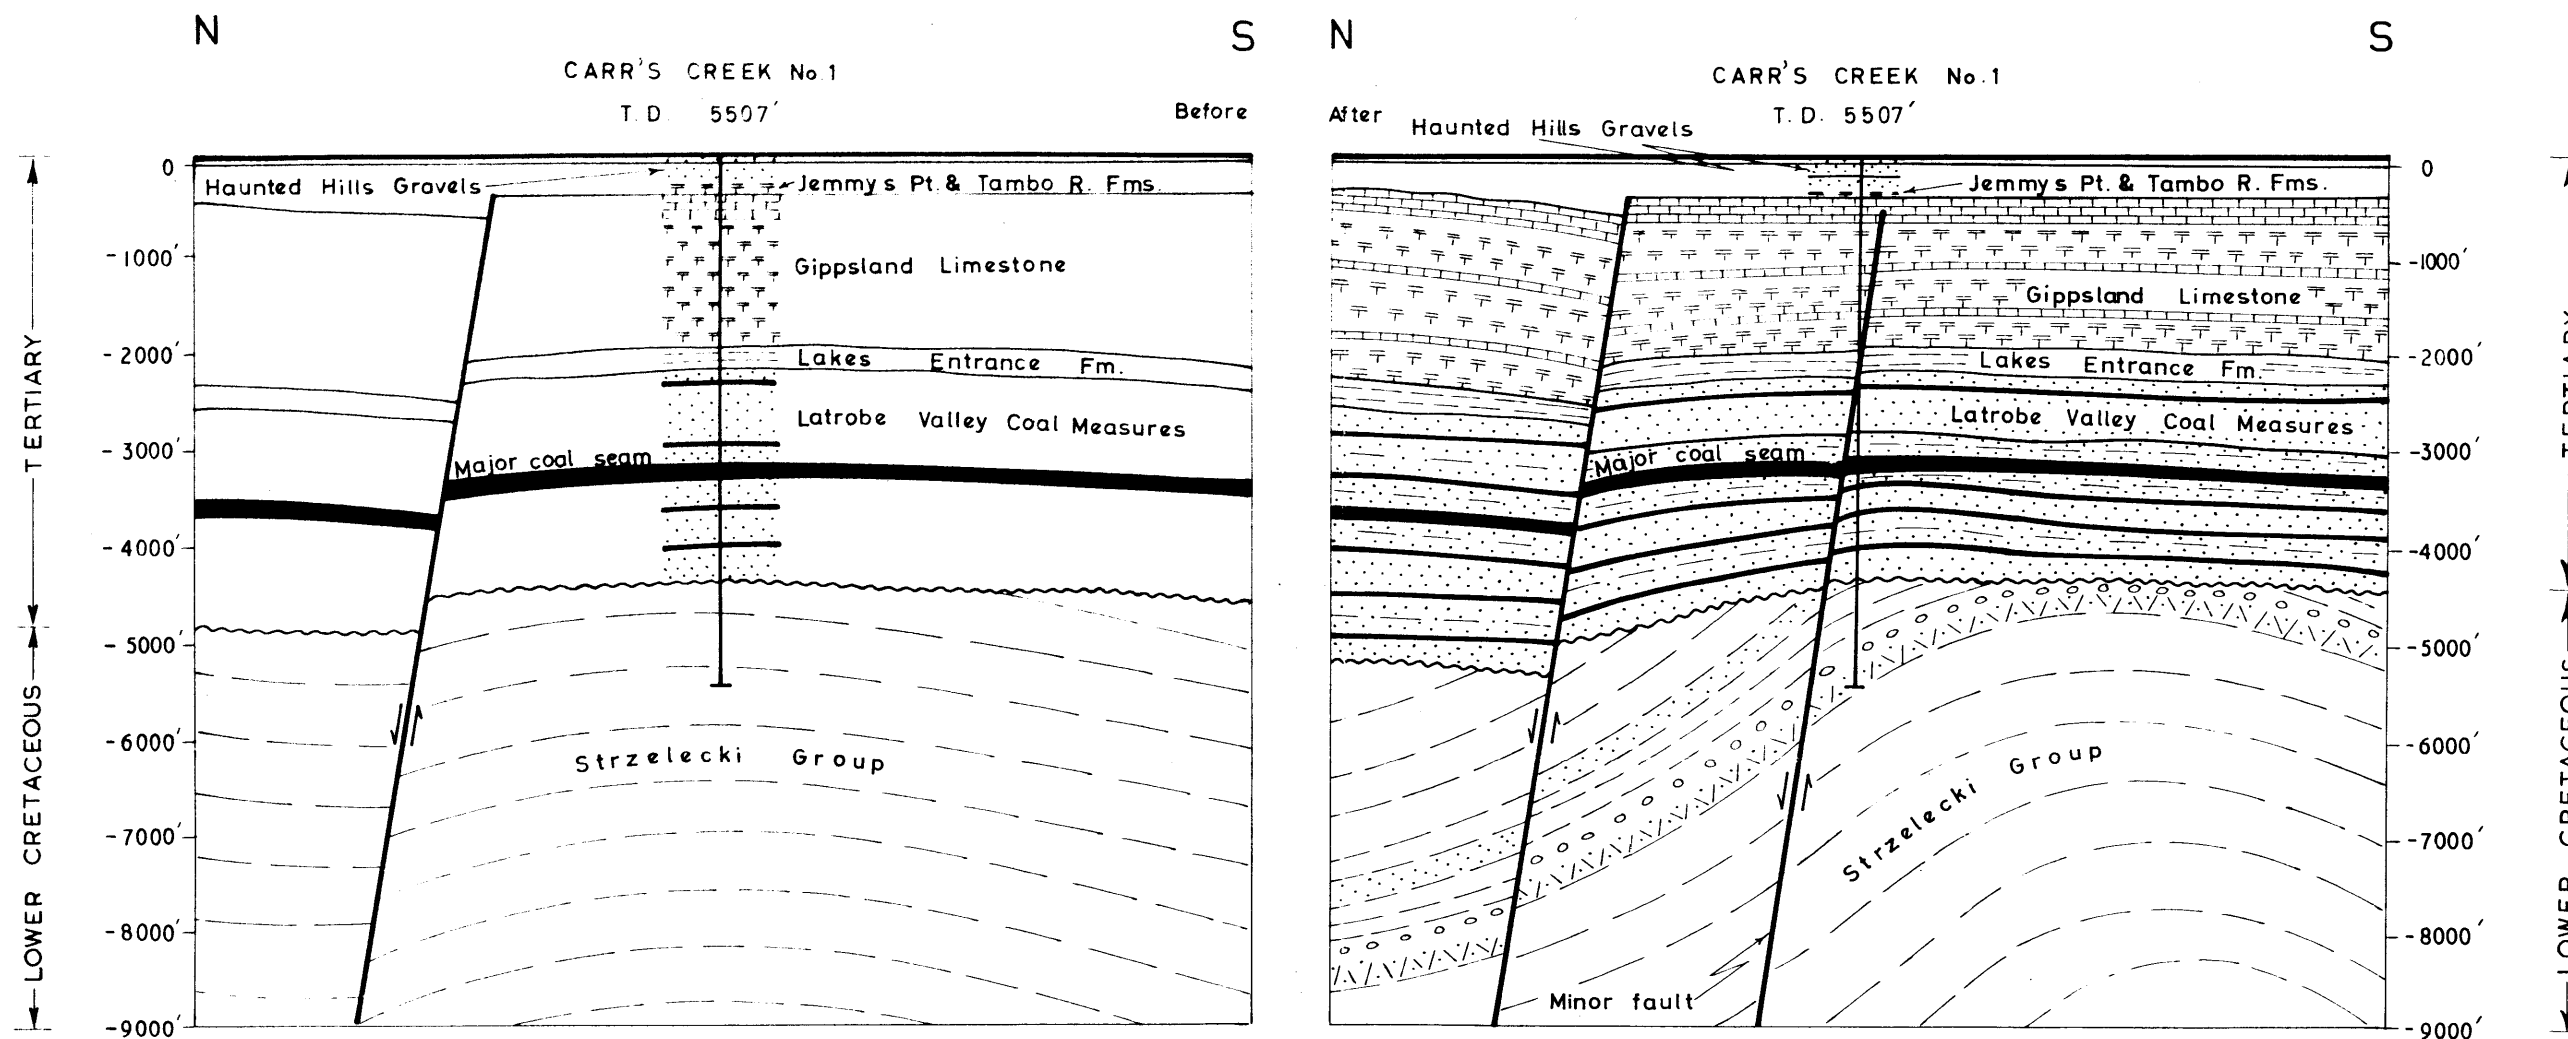 N
S
CARR'S CREEK No.1
T.D. 5507'
Before
0
Haunted Hills Gravels
Jemmy s Pt. & Tambo R. Fms.
-1000'
Gippsland Limestone
-2000'
Lakes Entrance Fm.
Latrobe Valley Coal Measures
-3000'
Major coal seam
-4000'
-5000'
-6000'
Strzelecki Group
-7000'
-8000'
-9000'
TERTIARY
LOWER CRETACEOUS
N
S
CARR'S CREEK No.1
T.D. 5507'
After
Haunted Hills Gravels
0
Jemmy s Pt. & Tambo R. Fms.
-1000'
Gippsland Limestone
-2000'
Lakes Entrance Fm.
Latrobe Valley Coal Measures
-3000'
Major coal seam
-4000'
-5000'
-6000'
Strzelecki Group
-7000'
-8000'
Minor fault
-9000'